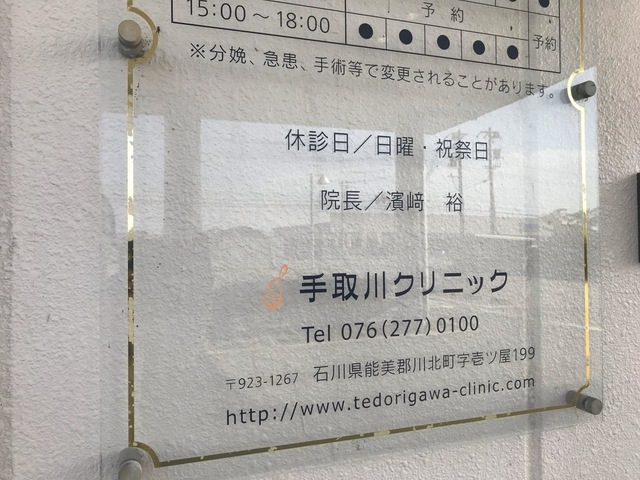 15:00～18:00 ● ● ● ● ● 予約 予約
※分娩、急患、手術等で変更されることがあります。
休診日／日曜・祝祭日
院長／濱﨑　裕
手取川クリニック
Tel 076(277)0100
〒923-1267　石川県能美郡川北町字壱ツ屋199
http://www.tedorigawa-clinic.com